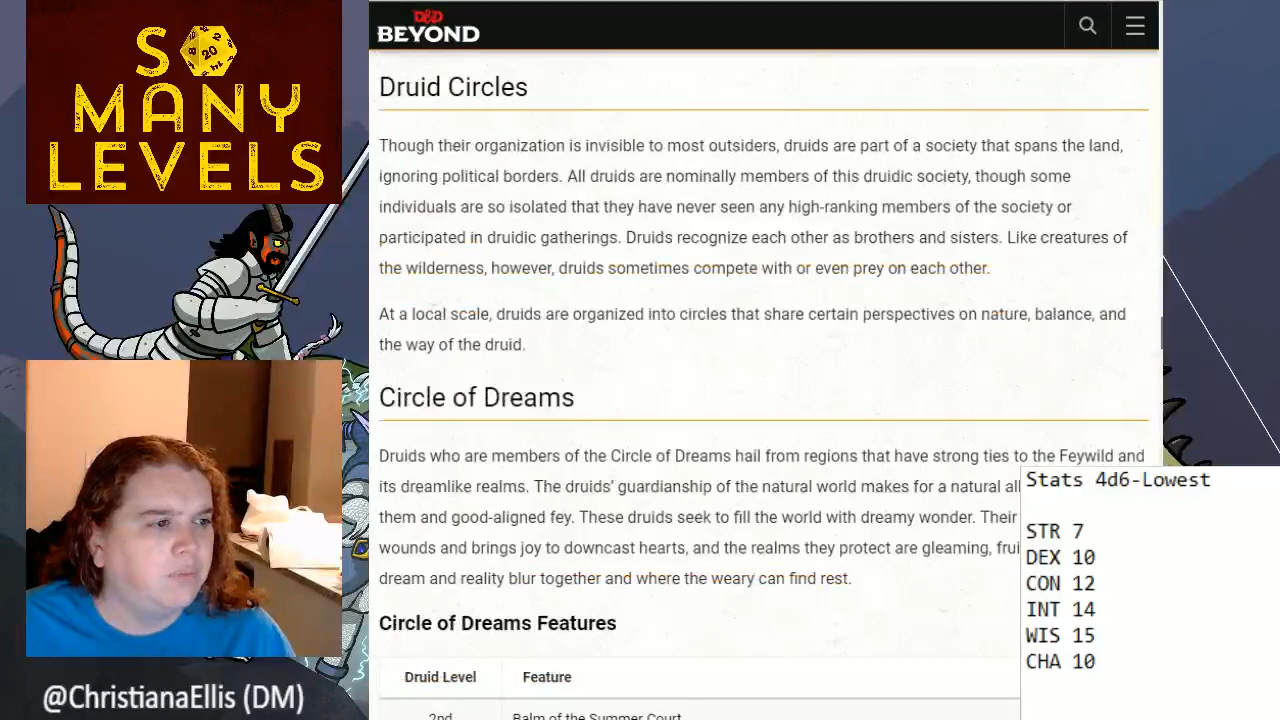 SO
MANY
LEVELS
D&D
BEYOND
Druid Circles
Though their organization is invisible to most outsiders, druids are part of a society that spans the land,
ignoring political borders. All druids are nominally members of this druidic society, though some
individuals are so isolated that they have never seen any high-ranking members of the society or
participated in druidic gatherings. Druids recognize each other as brothers and sisters. Like creatures of
the wilderness, however, druids sometimes compete with or even prey on each other.
At a local scale, druids are organized into circles that share certain perspectives on nature, balance, and
the way of the druid.
Circle of Dreams
Druids who are members of the Circle of Dreams hail from regions that have strong ties to the Feywild and
its dreamlike realms. The druids' guardianship of the natural world makes for a natural
them and good-aligned fey. These druids seek to fill the world with dreamy wonder. Their
wounds and brings joy to downcast hearts, and the realms they protect are gleaming,
dream and reality blur together and where the weary can find rest.
Circle of Dreams Features
Druid Level Feature
2nd Balm of the Summer Court
Stats 4d6-Lowest
STR 7
DEX 10
CON 12
INT 14
WIS 15
CHA 10
@ChristianaEllis (DM)